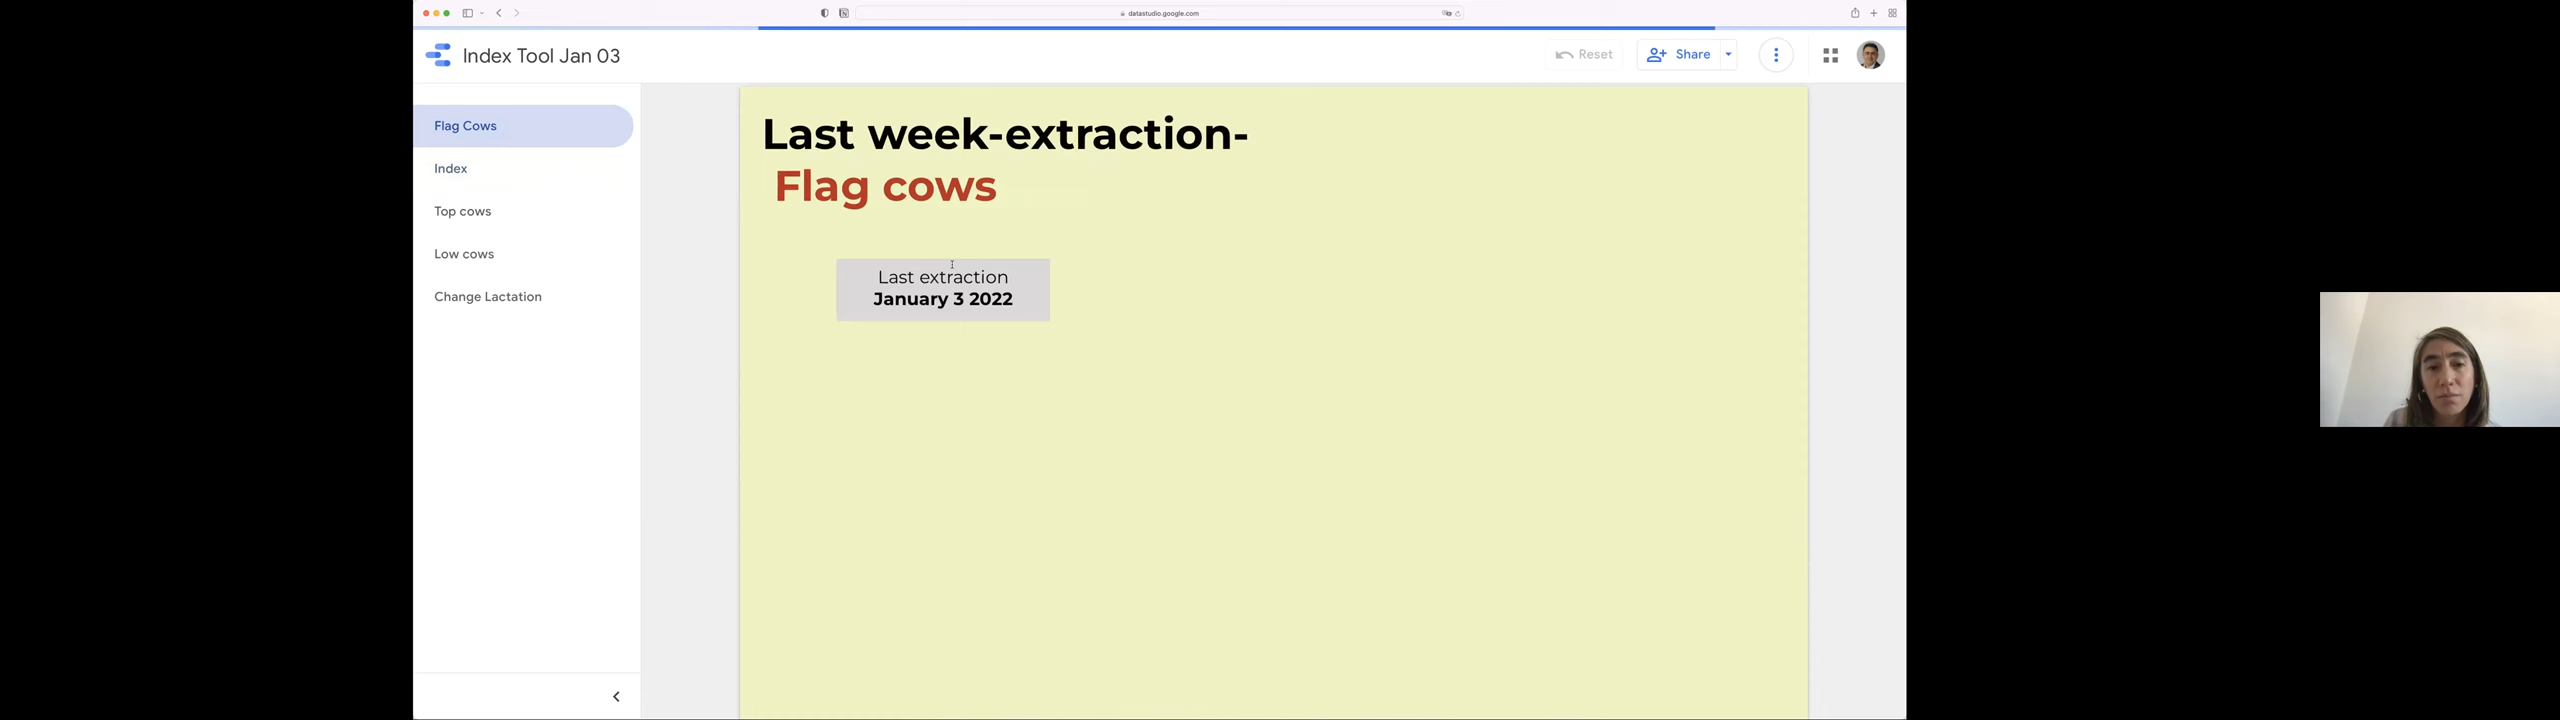 datastudio.google.com
Index Tool Jan 03
Reset
Share
Flag Cows
Index
Top cows
Low cows
Change Lactation
Last week-extraction-
Flag cows
Last extraction
January 3 2022